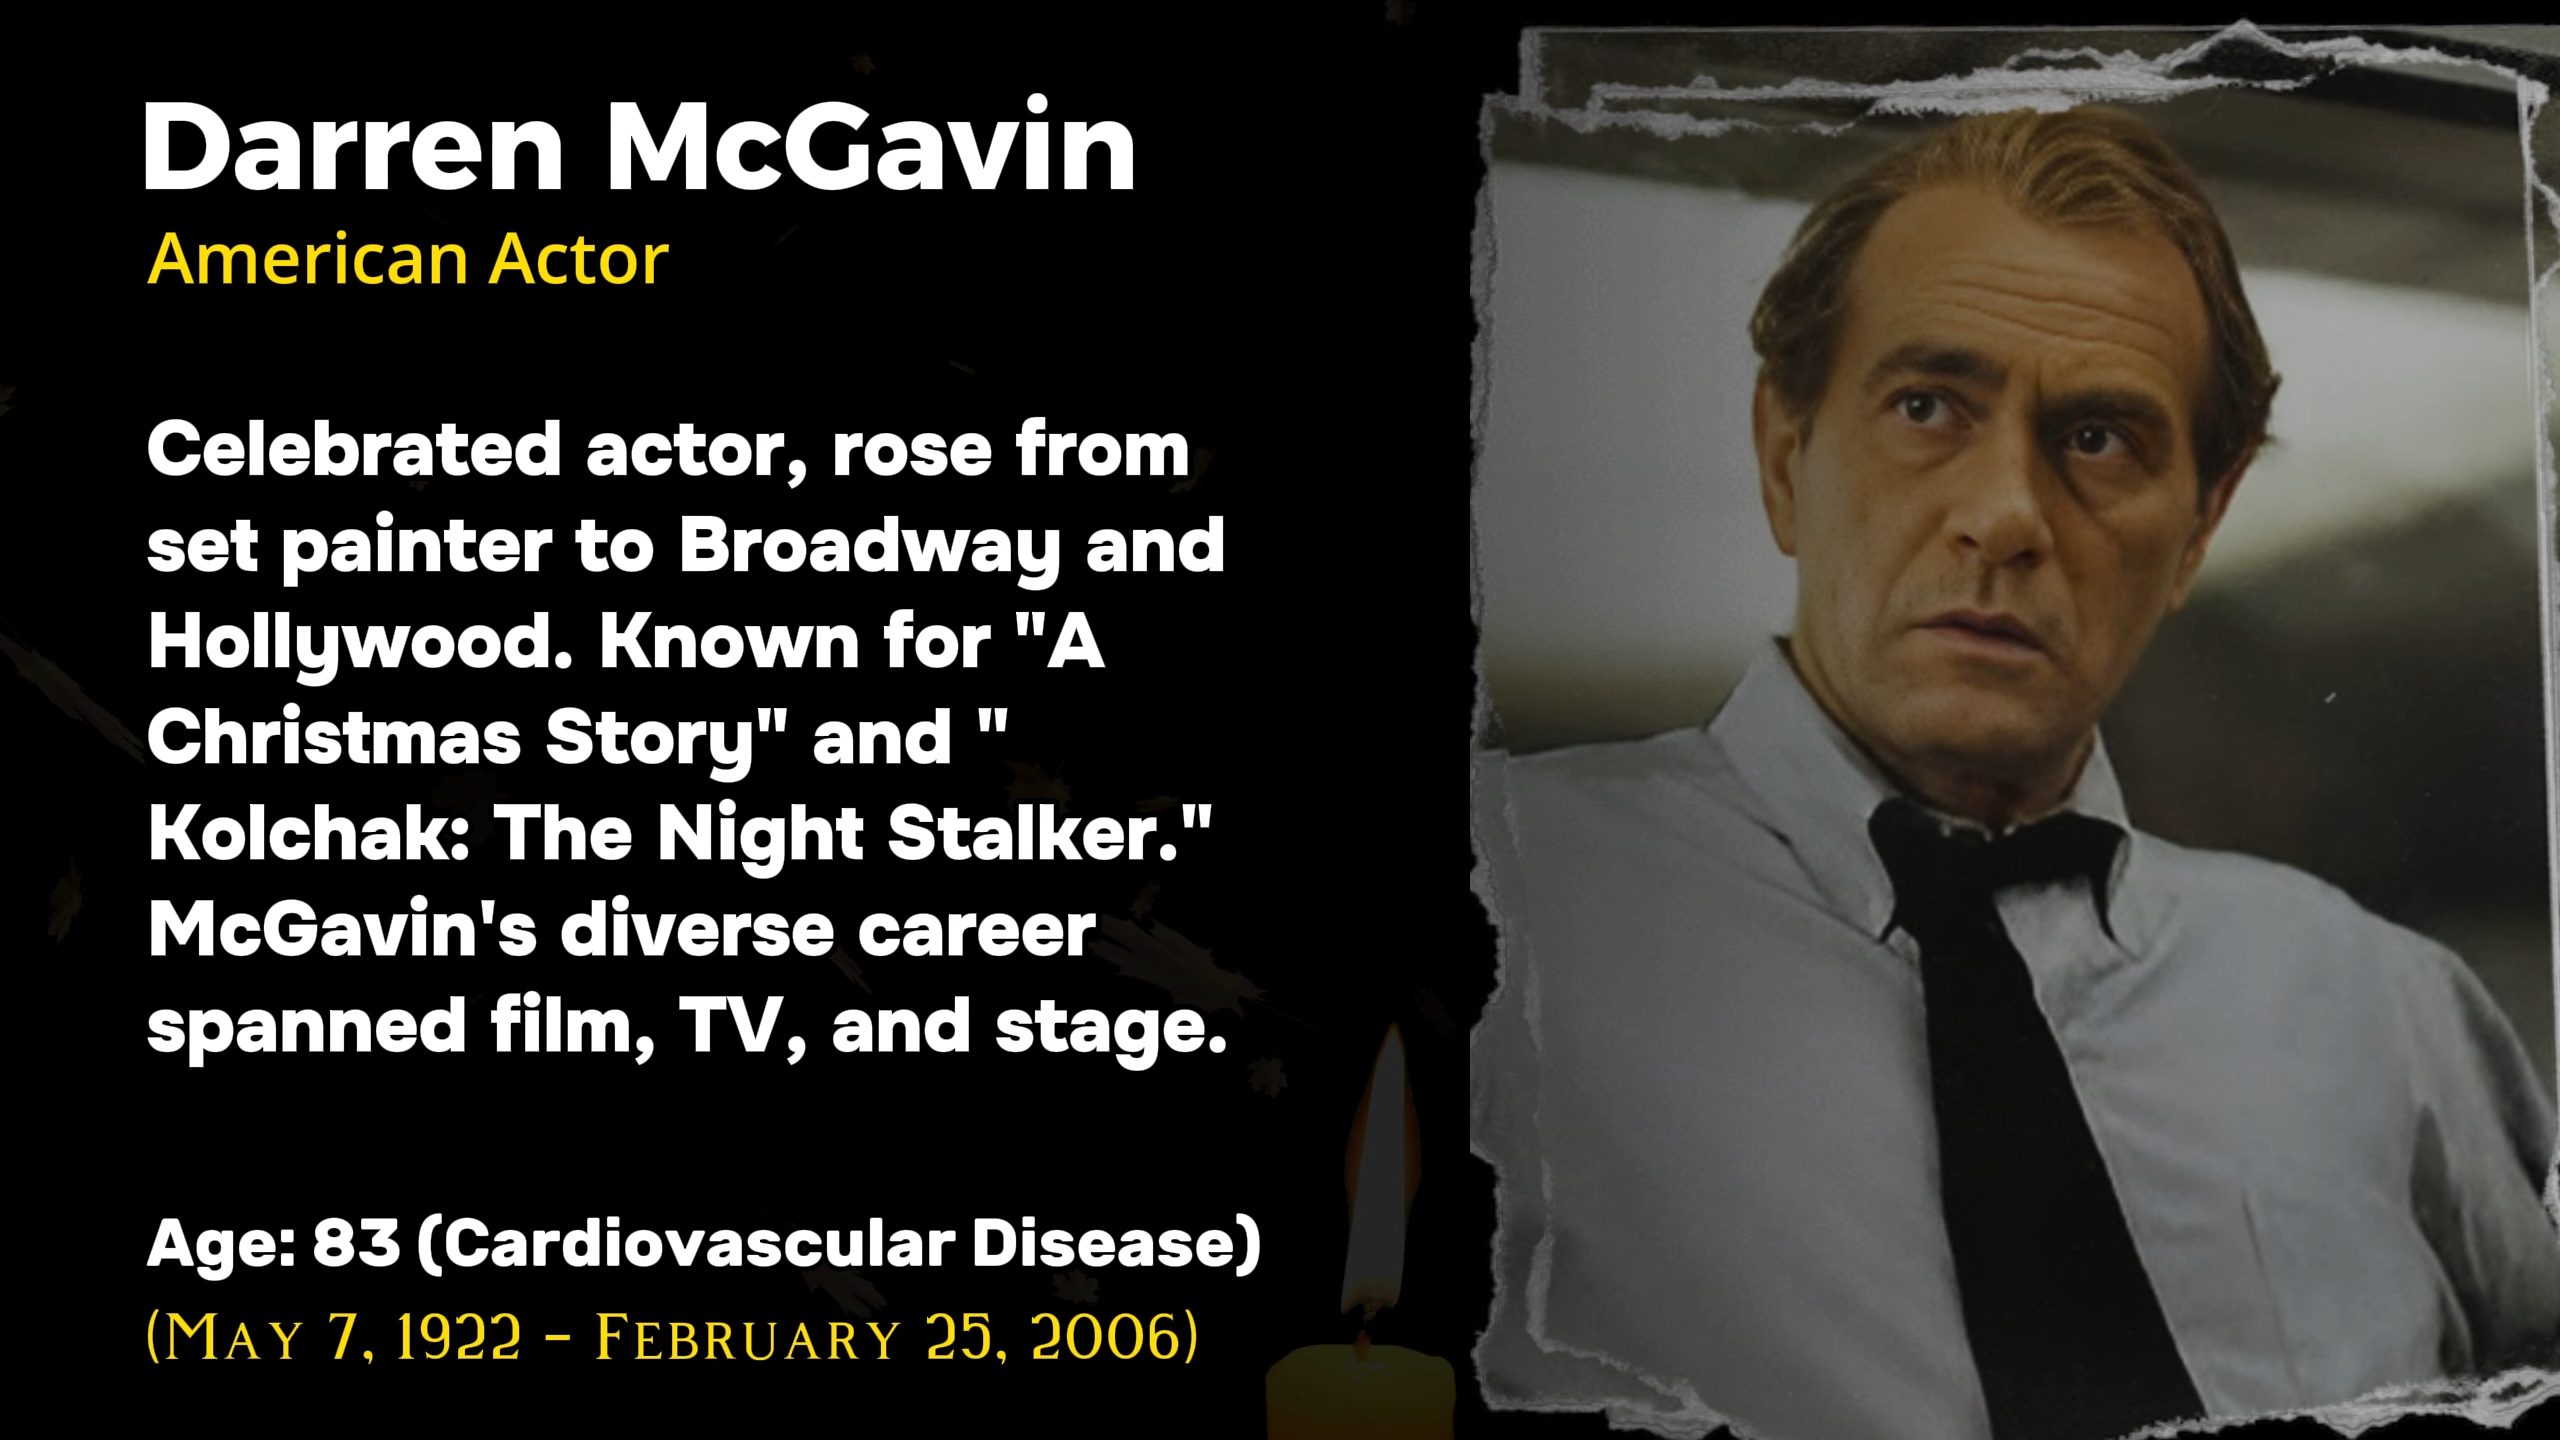 Darren McGavin
American Actor
Celebrated actor, rose from
set painter to Broadway and
Hollywood. Known for "A
Christmas Story" and "
Kolchak: The Night Stalker."
McGavin's diverse career
spanned film, TV, and stage.
Age: 83 (Cardiovascular Disease)
(May 7, 1922 – February 25, 2006)